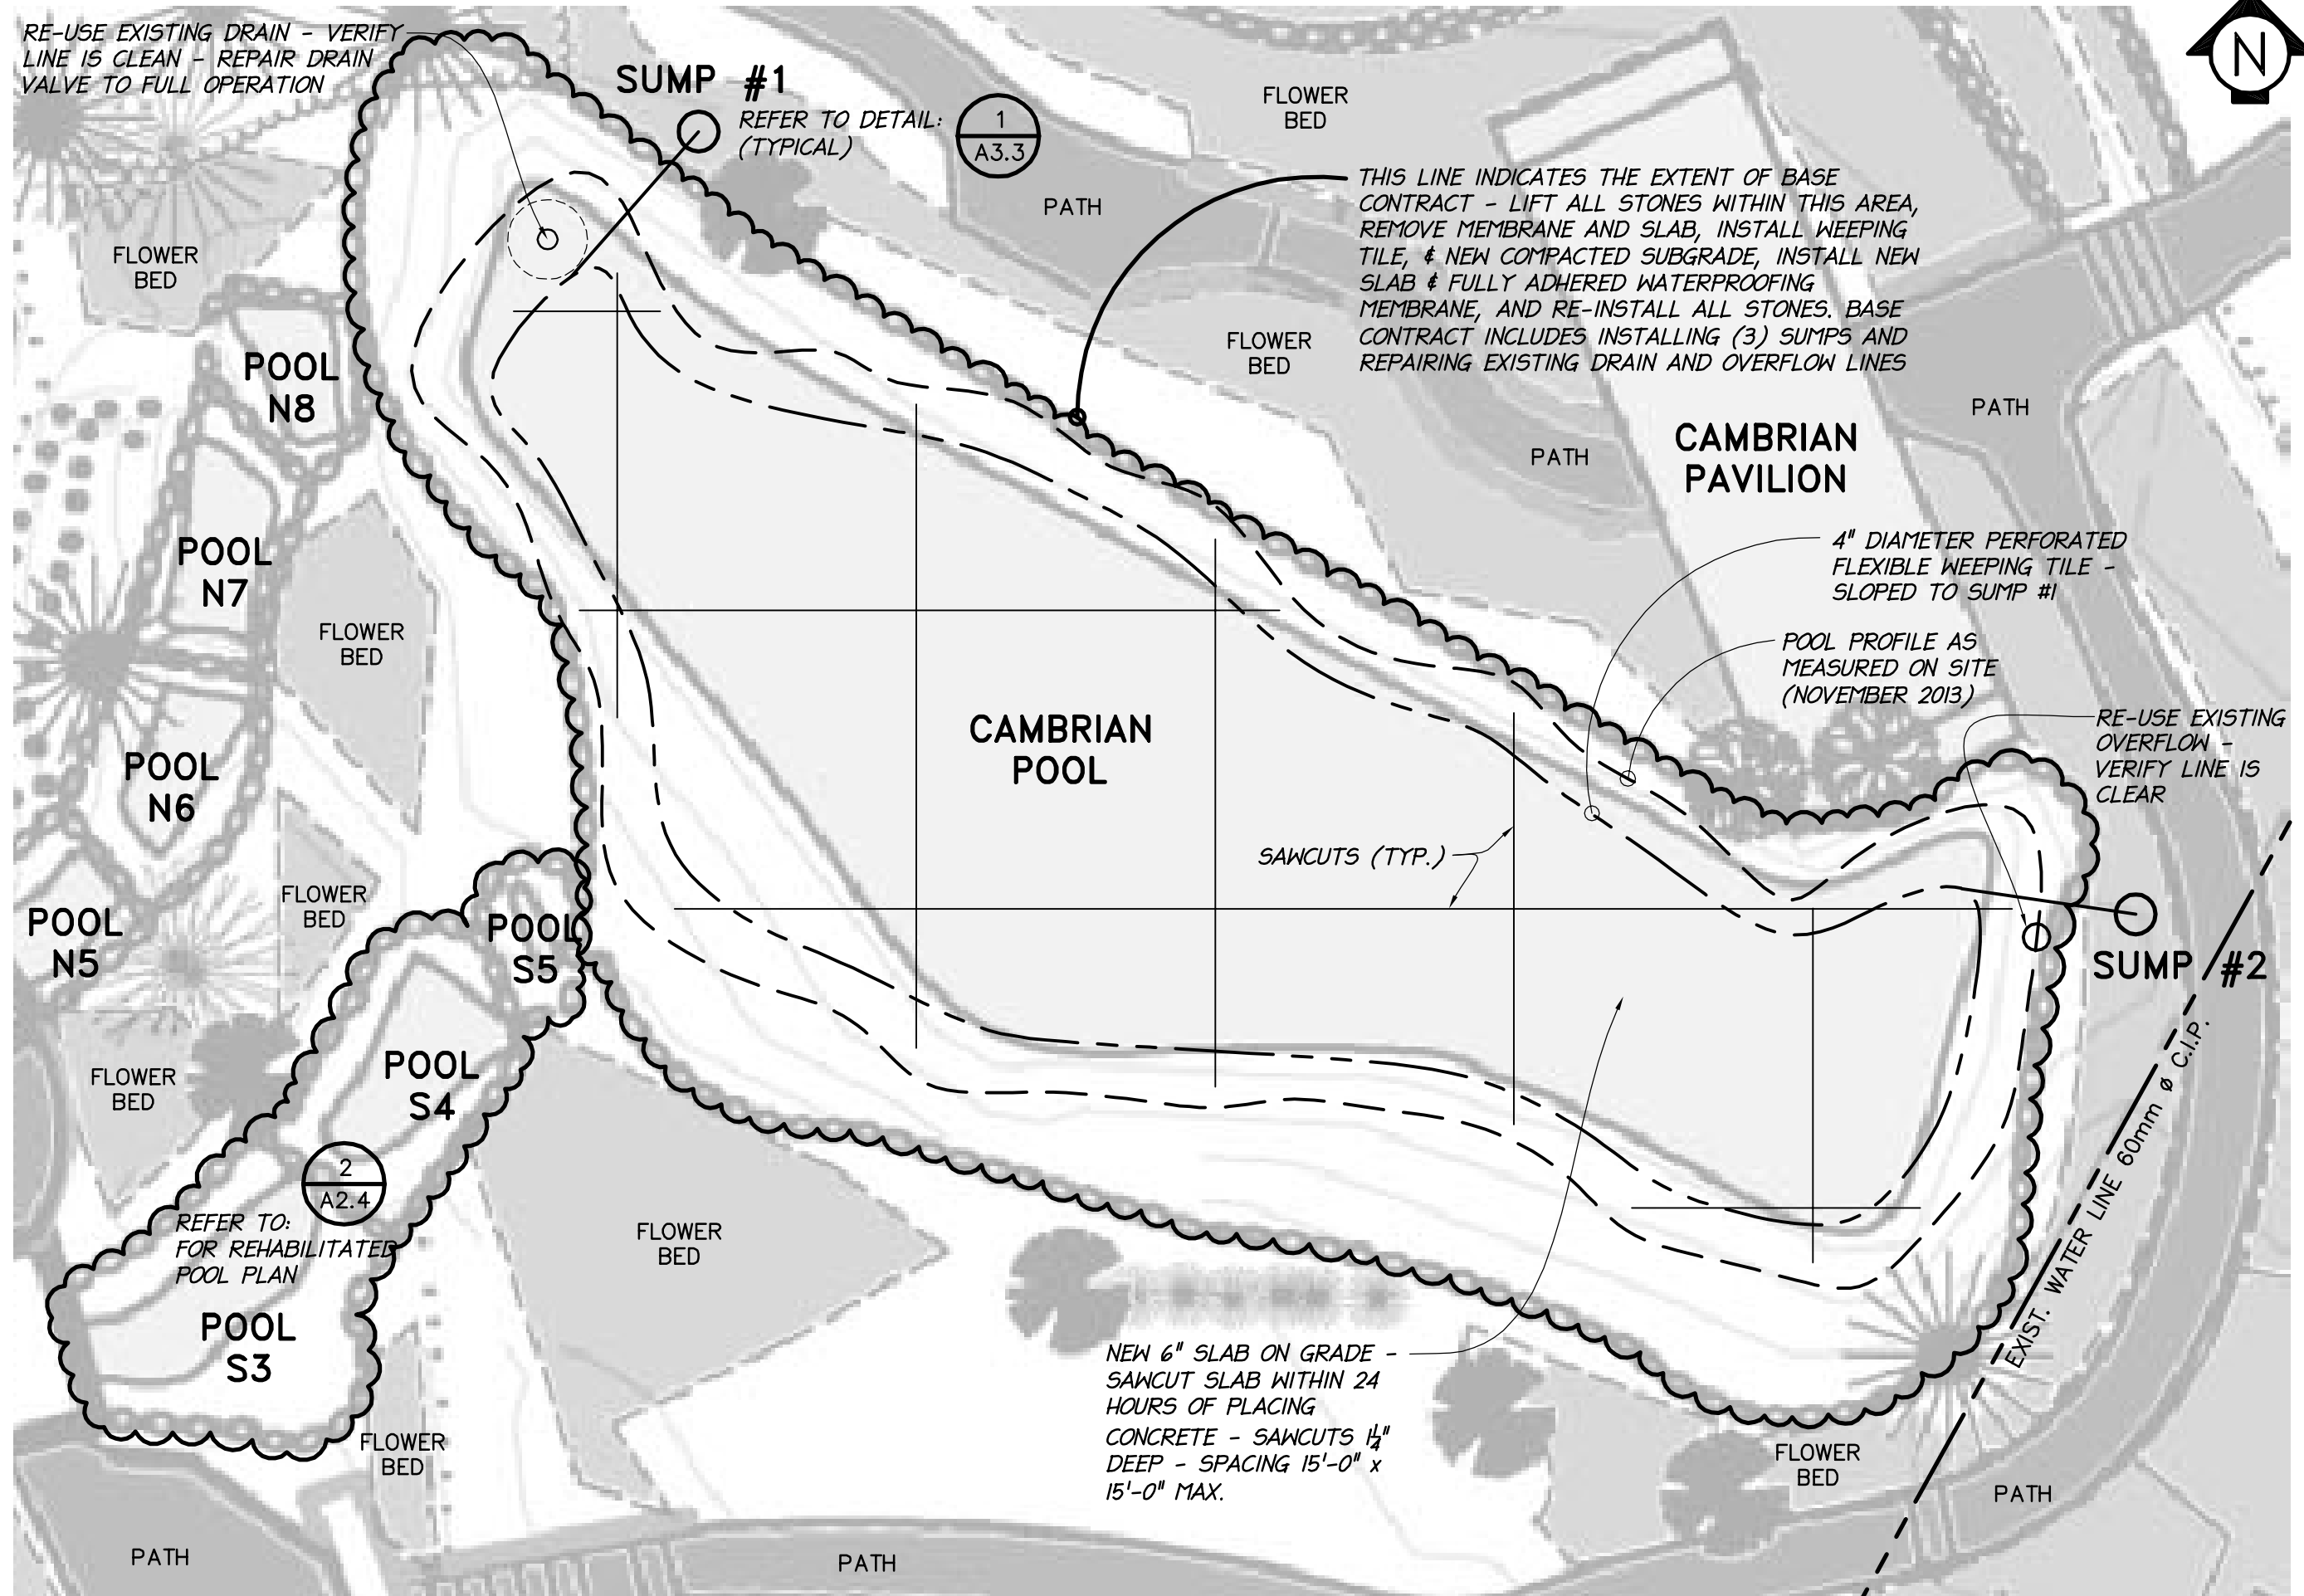 RE-USE EXISTING DRAIN - VERIFY
LINE IS CLEAN - REPAIR DRAIN
VALVE TO FULL OPERATION
SUMP #1
REFER TO DETAIL:
(TYPICAL)
1
A3.3
N
FLOWER
BED
PATH
THIS LINE INDICATES THE EXTENT OF BASE
CONTRACT - LIFT ALL STONES WITHIN THIS AREA,
REMOVE MEMBRANE AND SLAB, INSTALL WEEPING
TILE, & NEW COMPACTED SUBGRADE, INSTALL NEW
SLAB & FULLY ADHERED WATERPROOFING
MEMBRANE, AND RE-INSTALL ALL STONES. BASE
CONTRACT INCLUDES INSTALLING (3) SUMPS AND
REPAIRING EXISTING DRAIN AND OVERFLOW LINES
FLOWER
BED
FLOWER
BED
POOL
N8
PATH
CAMBRIAN
PAVILION
PATH
POOL
N7
4" DIAMETER PERFORATED
FLEXIBLE WEEPING TILE -
SLOPED TO SUMP #1
FLOWER
BED
POOL PROFILE AS
MEASURED ON SITE
(NOVEMBER 2013)
CAMBRIAN
POOL
RE-USE EXISTING
OVERFLOW -
VERIFY LINE IS
CLEAR
POOL
N6
SAWCUTS (TYP.)
FLOWER
BED
POOL
N5
POOL
S5
SUMP #2
FLOWER
BED
POOL
S4
2
A2.4
REFER TO:
FOR REHABILITATED
POOL PLAN
POOL
S3
FLOWER
BED
EXIST. WATER LINE 60mm ø C.I.P.
NEW 6" SLAB ON GRADE -
SAWCUT SLAB WITHIN 24
HOURS OF PLACING
CONCRETE - SAWCUTS 1¼"
DEEP - SPACING 15'-0" x
15'-0" MAX.
FLOWER
BED
FLOWER
BED
PATH
PATH
PATH